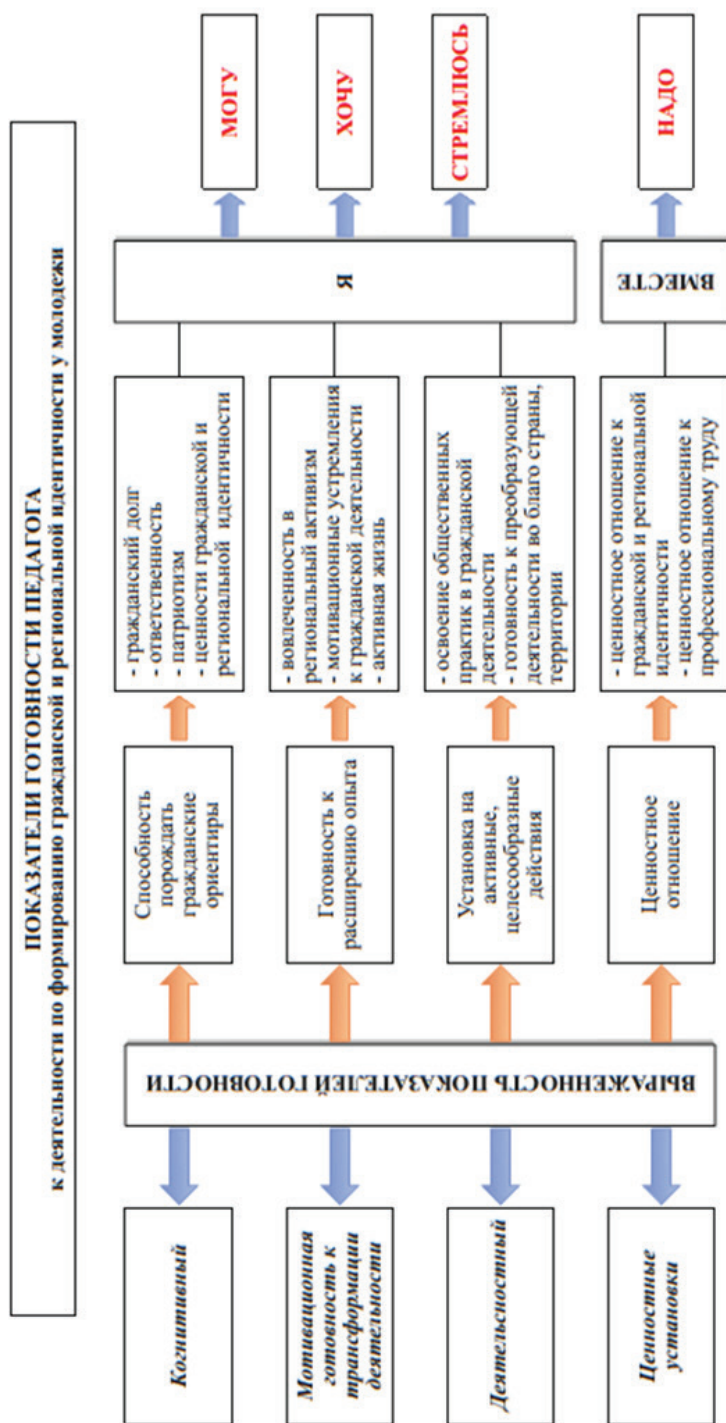 ПОКАЗАТЕЛИ ГОТОВНОСТИ ПЕДАГОГА
к деятельности по формированию гражданской и региональной идентичности у молодежи
Когнитивный
Мотивационная
готовность к
трансформации
деятельности
Деятельсностный
Ценностные
установки
ВЫРАЖЕННОСТЬ ПОКАЗАТЕЛЕЙ ГОТОВНОСТИ
Способность
порождать
гражданские
ориентиры
Готовность к
расширению опыта
Установка на
активные,
целесообразные
действия
Ценностное
отношение
- гражданский долг
- ответственность
- патриотизм
- ценности гражданской и
региональной идентичности
- вовлеченность в
региональный активизм
- мотивационные устремления
к гражданской деятельности
- активная жизнь
- освоение общественных
практик в гражданской
деятельности
- готовность к преобразующей
деятельности во благо страны,
территории
- ценностное отношение к
гражданской и региональной
идентичности
- ценностное отношение к
профессиональному труду
Я
ВМЕСТЕ
МОГУ
ХОЧУ
СТРЕМЛЮСЬ
НАДО